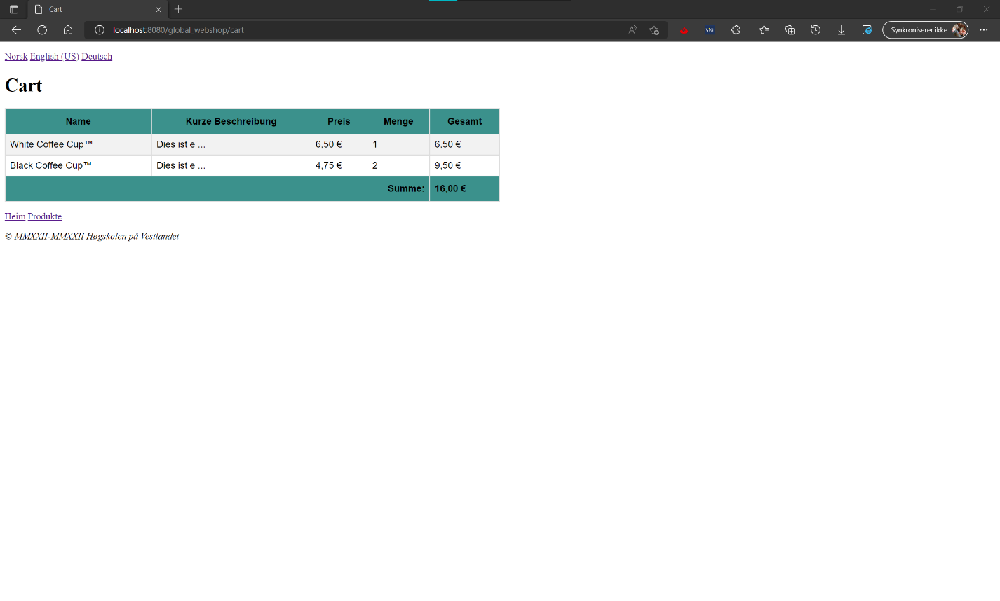 Cart
localhost:8080/global_webshop/cart
VTG
Synkroniserer ikke
Norsk English (US) Deutsch
Cart
Name Kurze Beschreibung Preis Menge Gesamt
White Coffee Cup™ Dies ist e ... 6,50 € 1 6,50 €
Black Coffee Cup™ Dies ist e ... 4,75 € 2 9,50 €
Summe: 16,00 €
Heim Produkte
© MMXXII-MMXXII Høgskolen på Vestlandet